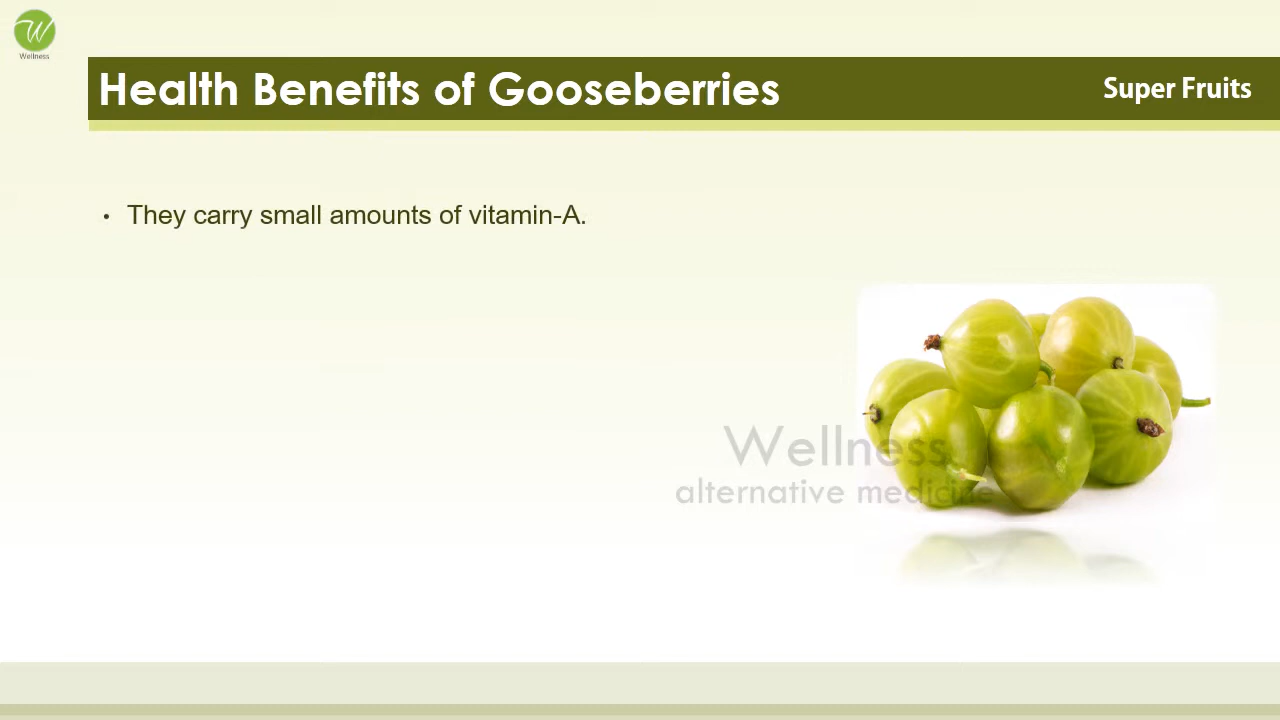 W
Wellness
Health Benefits of Gooseberries
Super Fruits
• They carry small amounts of vitamin-A.
Wellness
alternative medicine